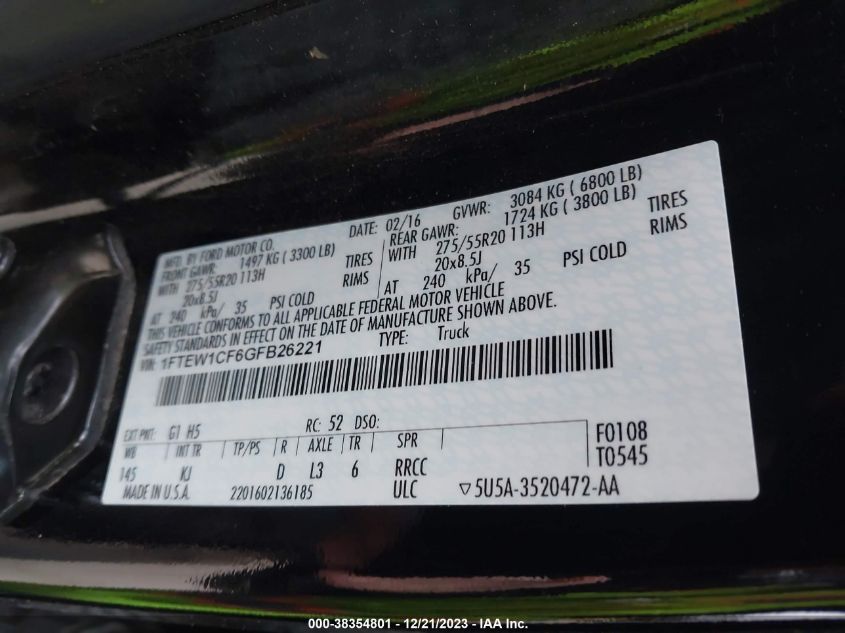 MFD. BY FORD MOTOR CO.
DATE: 02/16 GVWR: 3084 KG ( 6800 LB)
FRONT GAWR: 1497 KG ( 3300 LB)
REAR GAWR: 1724 KG ( 3800 LB)
WITH 275/55R20 113H TIRES
WITH 275/55R20 113H TIRES
20x8.5J RIMS
20x8.5J RIMS
AT 240 kPa/ 35 PSI COLD
AT 240 kPa/ 35 PSI COLD
THIS VEHICLE CONFORMS TO ALL APPLICABLE FEDERAL MOTOR VEHICLE
SAFETY STANDARDS IN EFFECT ON THE DATE OF MANUFACTURE SHOWN ABOVE.
VIN: 1FTEW1CF6GFB26221 TYPE: Truck
EXT PNT: G1 H5 RC: 52 DSO:
WB INT TR TP/PS R AXLE TR SPR
F0108
145 KJ D L3 6 RRCC
T0545
MADE IN U.S.A. 2201602136185 ULC ▽5U5A-3520472-AA
000-38354801 - 12/21/2023 - IAA Inc.